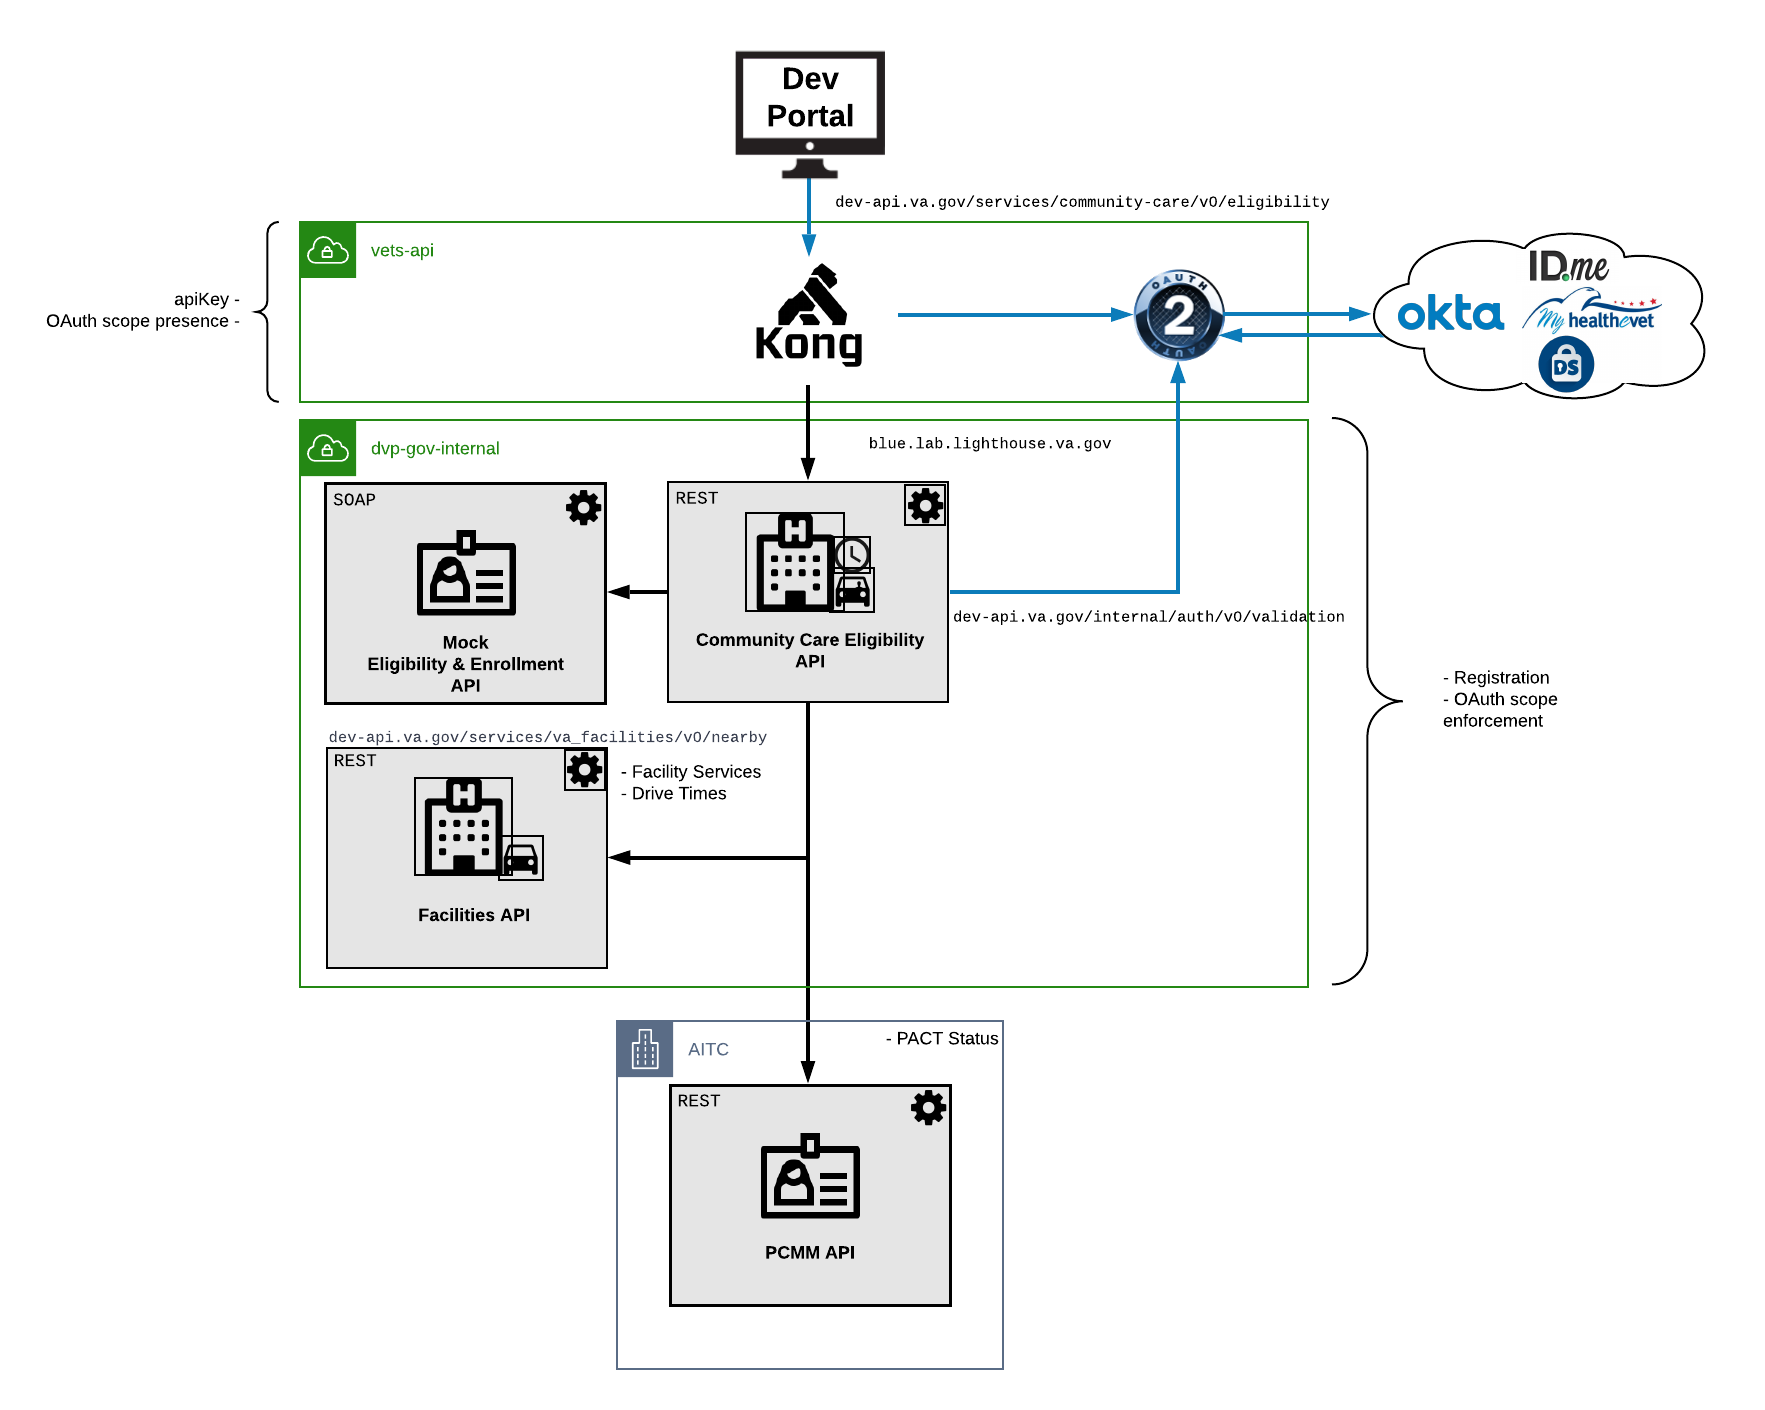 Dev
Portal
dev-api.va.gov/services/community-care/v0/eligibility
vets-api
apiKey -
OAuth scope presence -
Kong
OAUTH
2
OAUTH
ID.me
okta
My healthevet
DS
dvp-gov-internal
blue.lab.lighthouse.va.gov
SOAP
Mock
Eligibility & Enrollment
API
REST
H
Community Care Eligibility
API
dev-api.va.gov/internal/auth/v0/validation
- Registration
- OAuth scope
enforcement
dev-api.va.gov/services/va_facilities/v0/nearby
REST
H
Facilities API
- Facility Services
- Drive Times
AITC
- PACT Status
REST
PCMM API